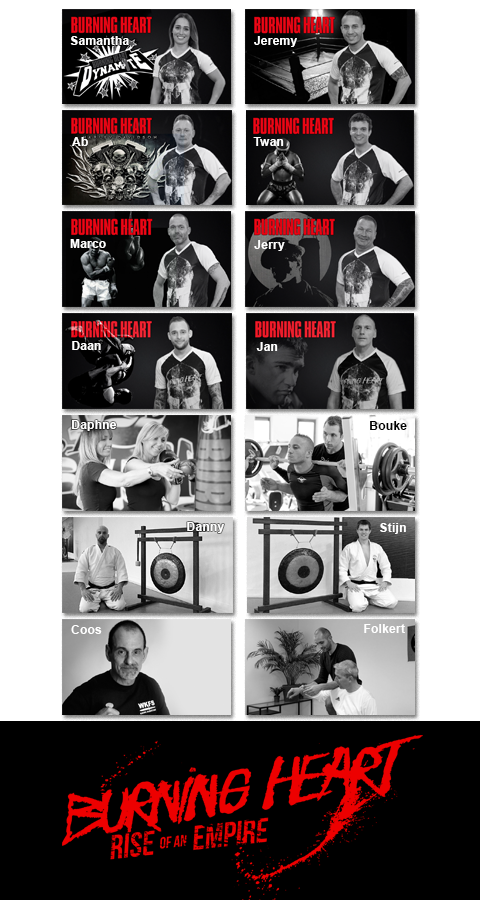 BURNING HEART
Samantha
DYNAMITE
BURNING HEART
Jeremy
BURNING HEART
Ab
BURNING HEART
Twan
BURNING HEART
Marco
BURNING HEART
Jerry
BURNING HEART
Daan
BURNING HEART
Jan
BURNING HEART
Daphne
Bouke
Danny
Stijn
Coos
WKFS
Folkert
BURNING HEART
RISE OF AN EMPIRE